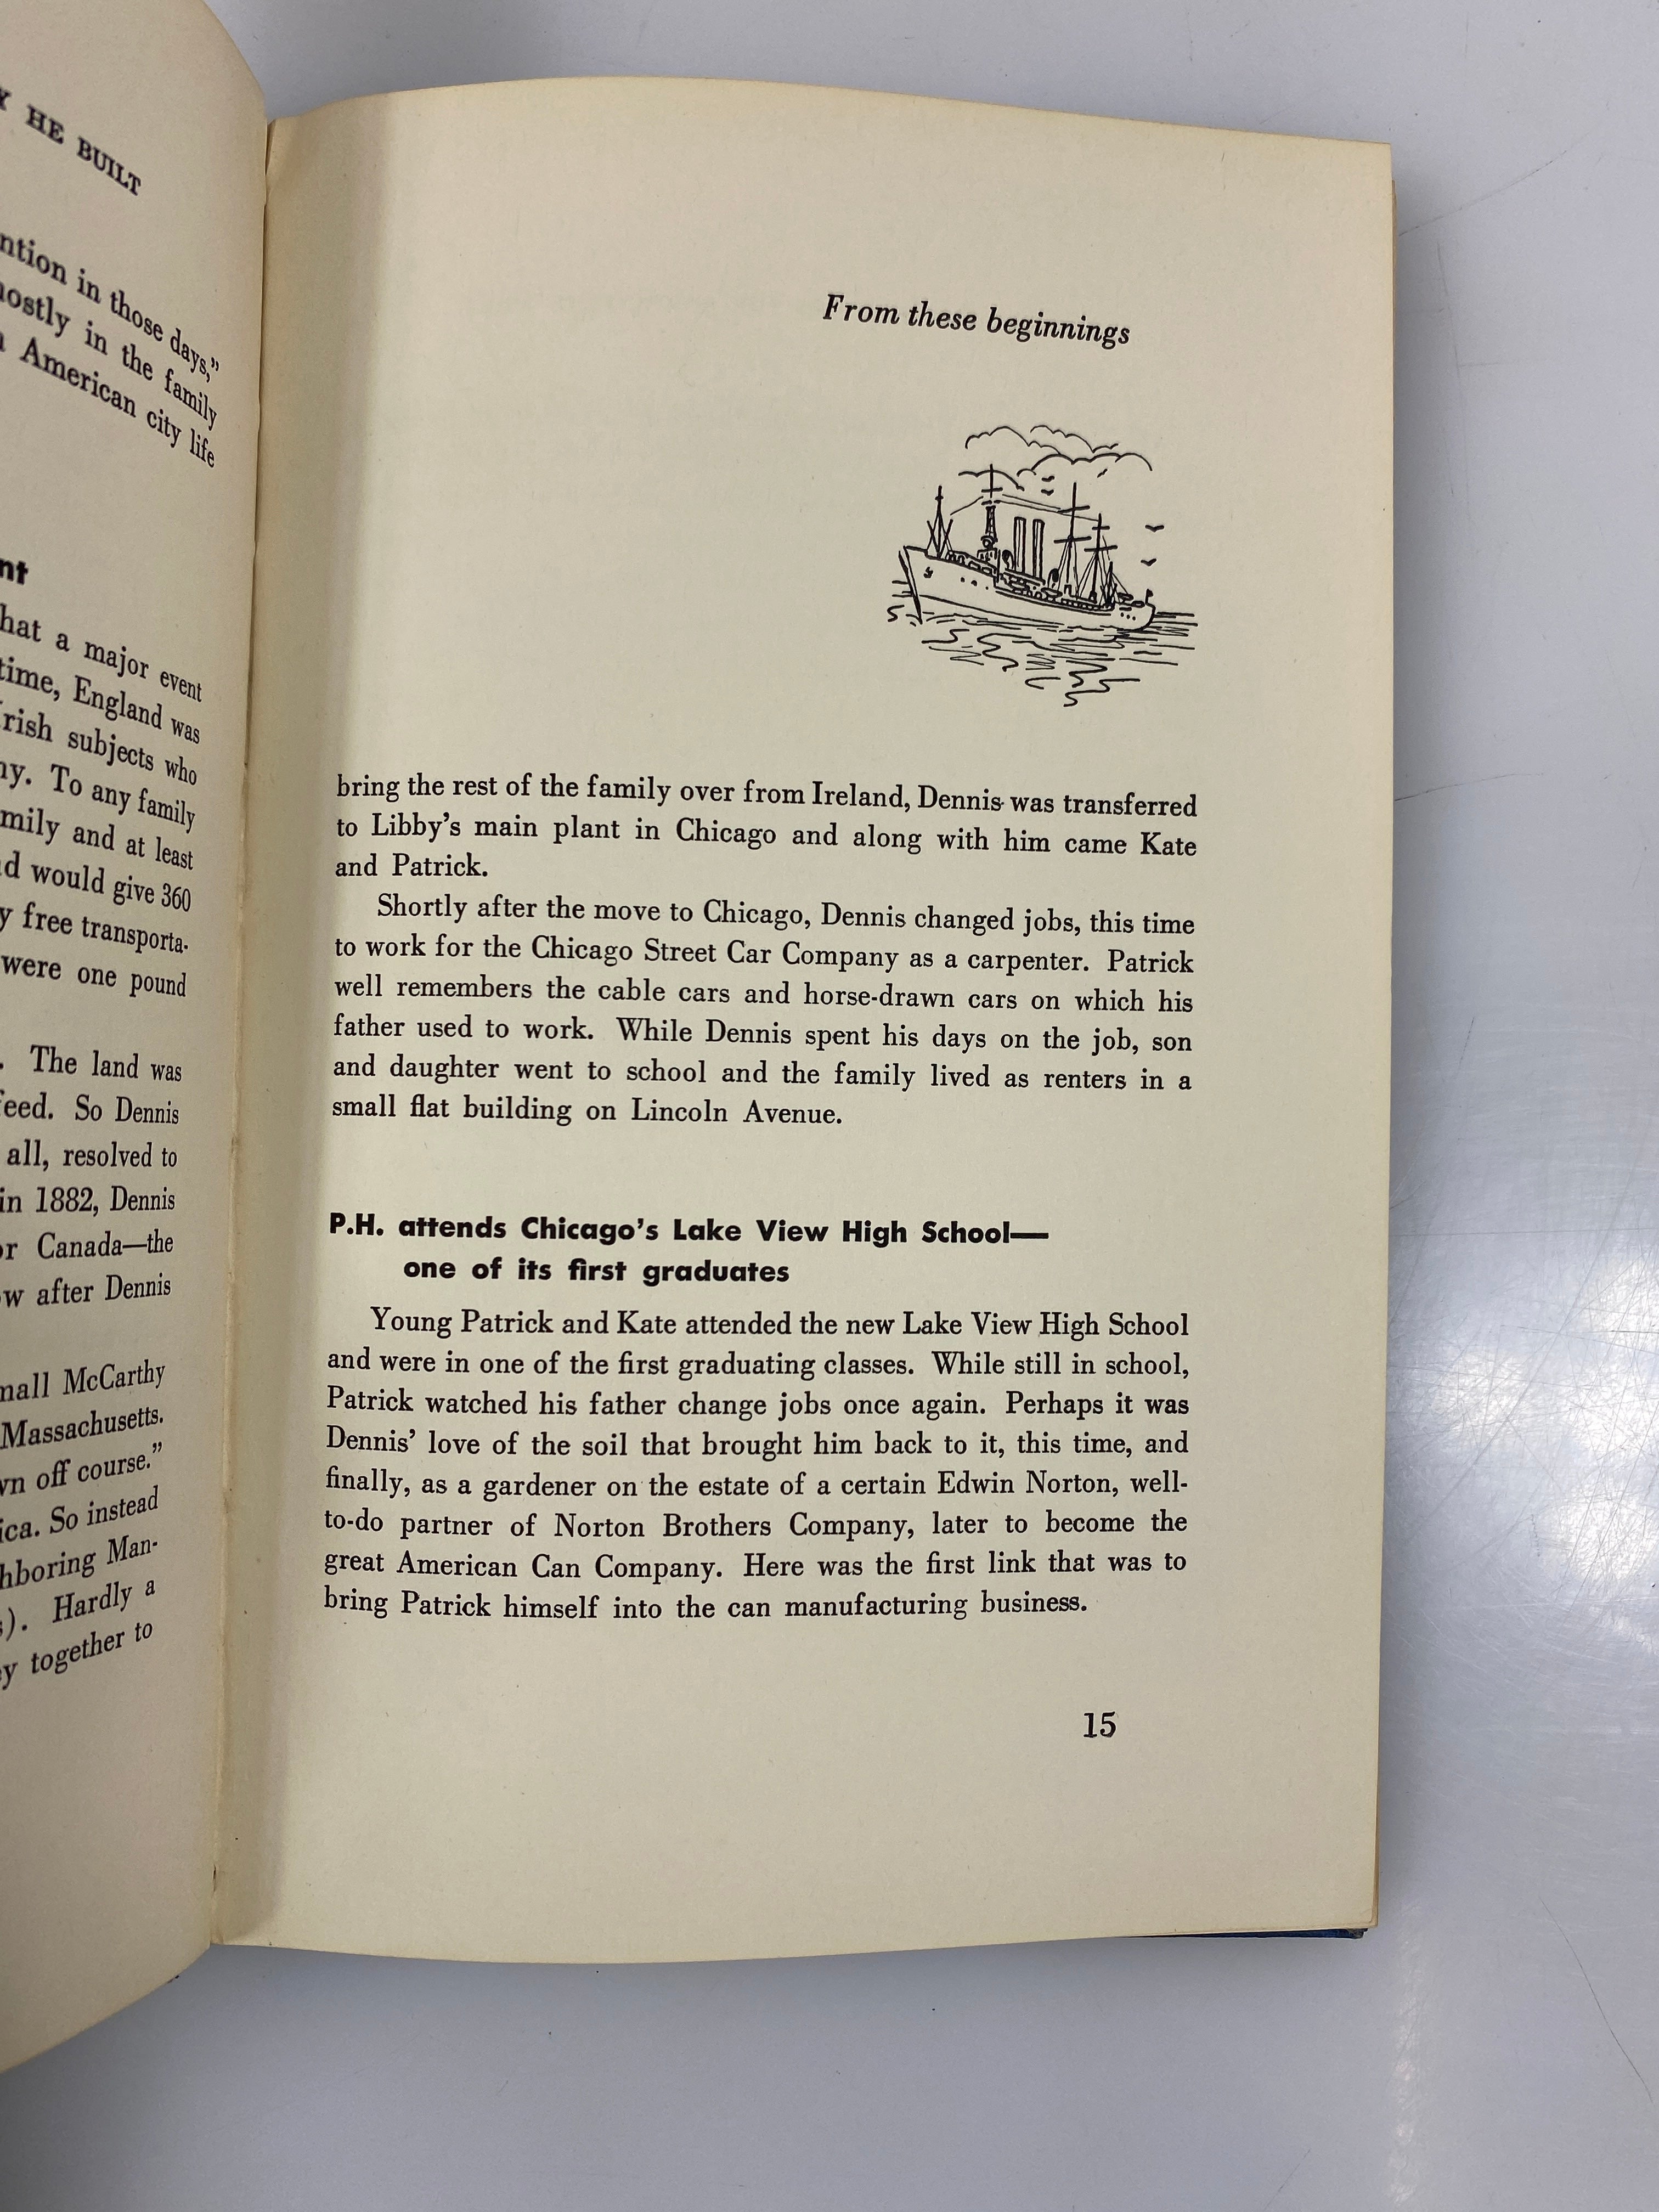 HE BUILT
in those days,”
in the family
American city life
a major event
time, England was
subjects who
To any family
and at least
would give 360
free transporta-
were one pound
The land was
So Dennis
all, resolved to
in 1882, Dennis
Canada—the
after Dennis
McCarthy
Massachusetts.
off course.”
So instead
Man-
Hardly a
together to
From these beginnings
bring the rest of the family over from Ireland, Dennis was transferred
to Libby’s main plant in Chicago and along with him came Kate
and Patrick.
Shortly after the move to Chicago, Dennis changed jobs, this time
to work for the Chicago Street Car Company as a carpenter. Patrick
well remembers the cable cars and horse-drawn cars on which his
father used to work. While Dennis spent his days on the job, son
and daughter went to school and the family lived as renters in a
small flat building on Lincoln Avenue.
P.H. attends Chicago’s Lake View High School—
one of its first graduates
Young Patrick and Kate attended the new Lake View High School
and were in one of the first graduating classes. While still in school,
Patrick watched his father change jobs once again. Perhaps it was
Dennis’ love of the soil that brought him back to it, this time, and
finally, as a gardener on the estate of a certain Edwin Norton, well-
to-do partner of Norton Brothers Company, later to become the
great American Can Company. Here was the first link that was to
bring Patrick himself into the can manufacturing business.
15